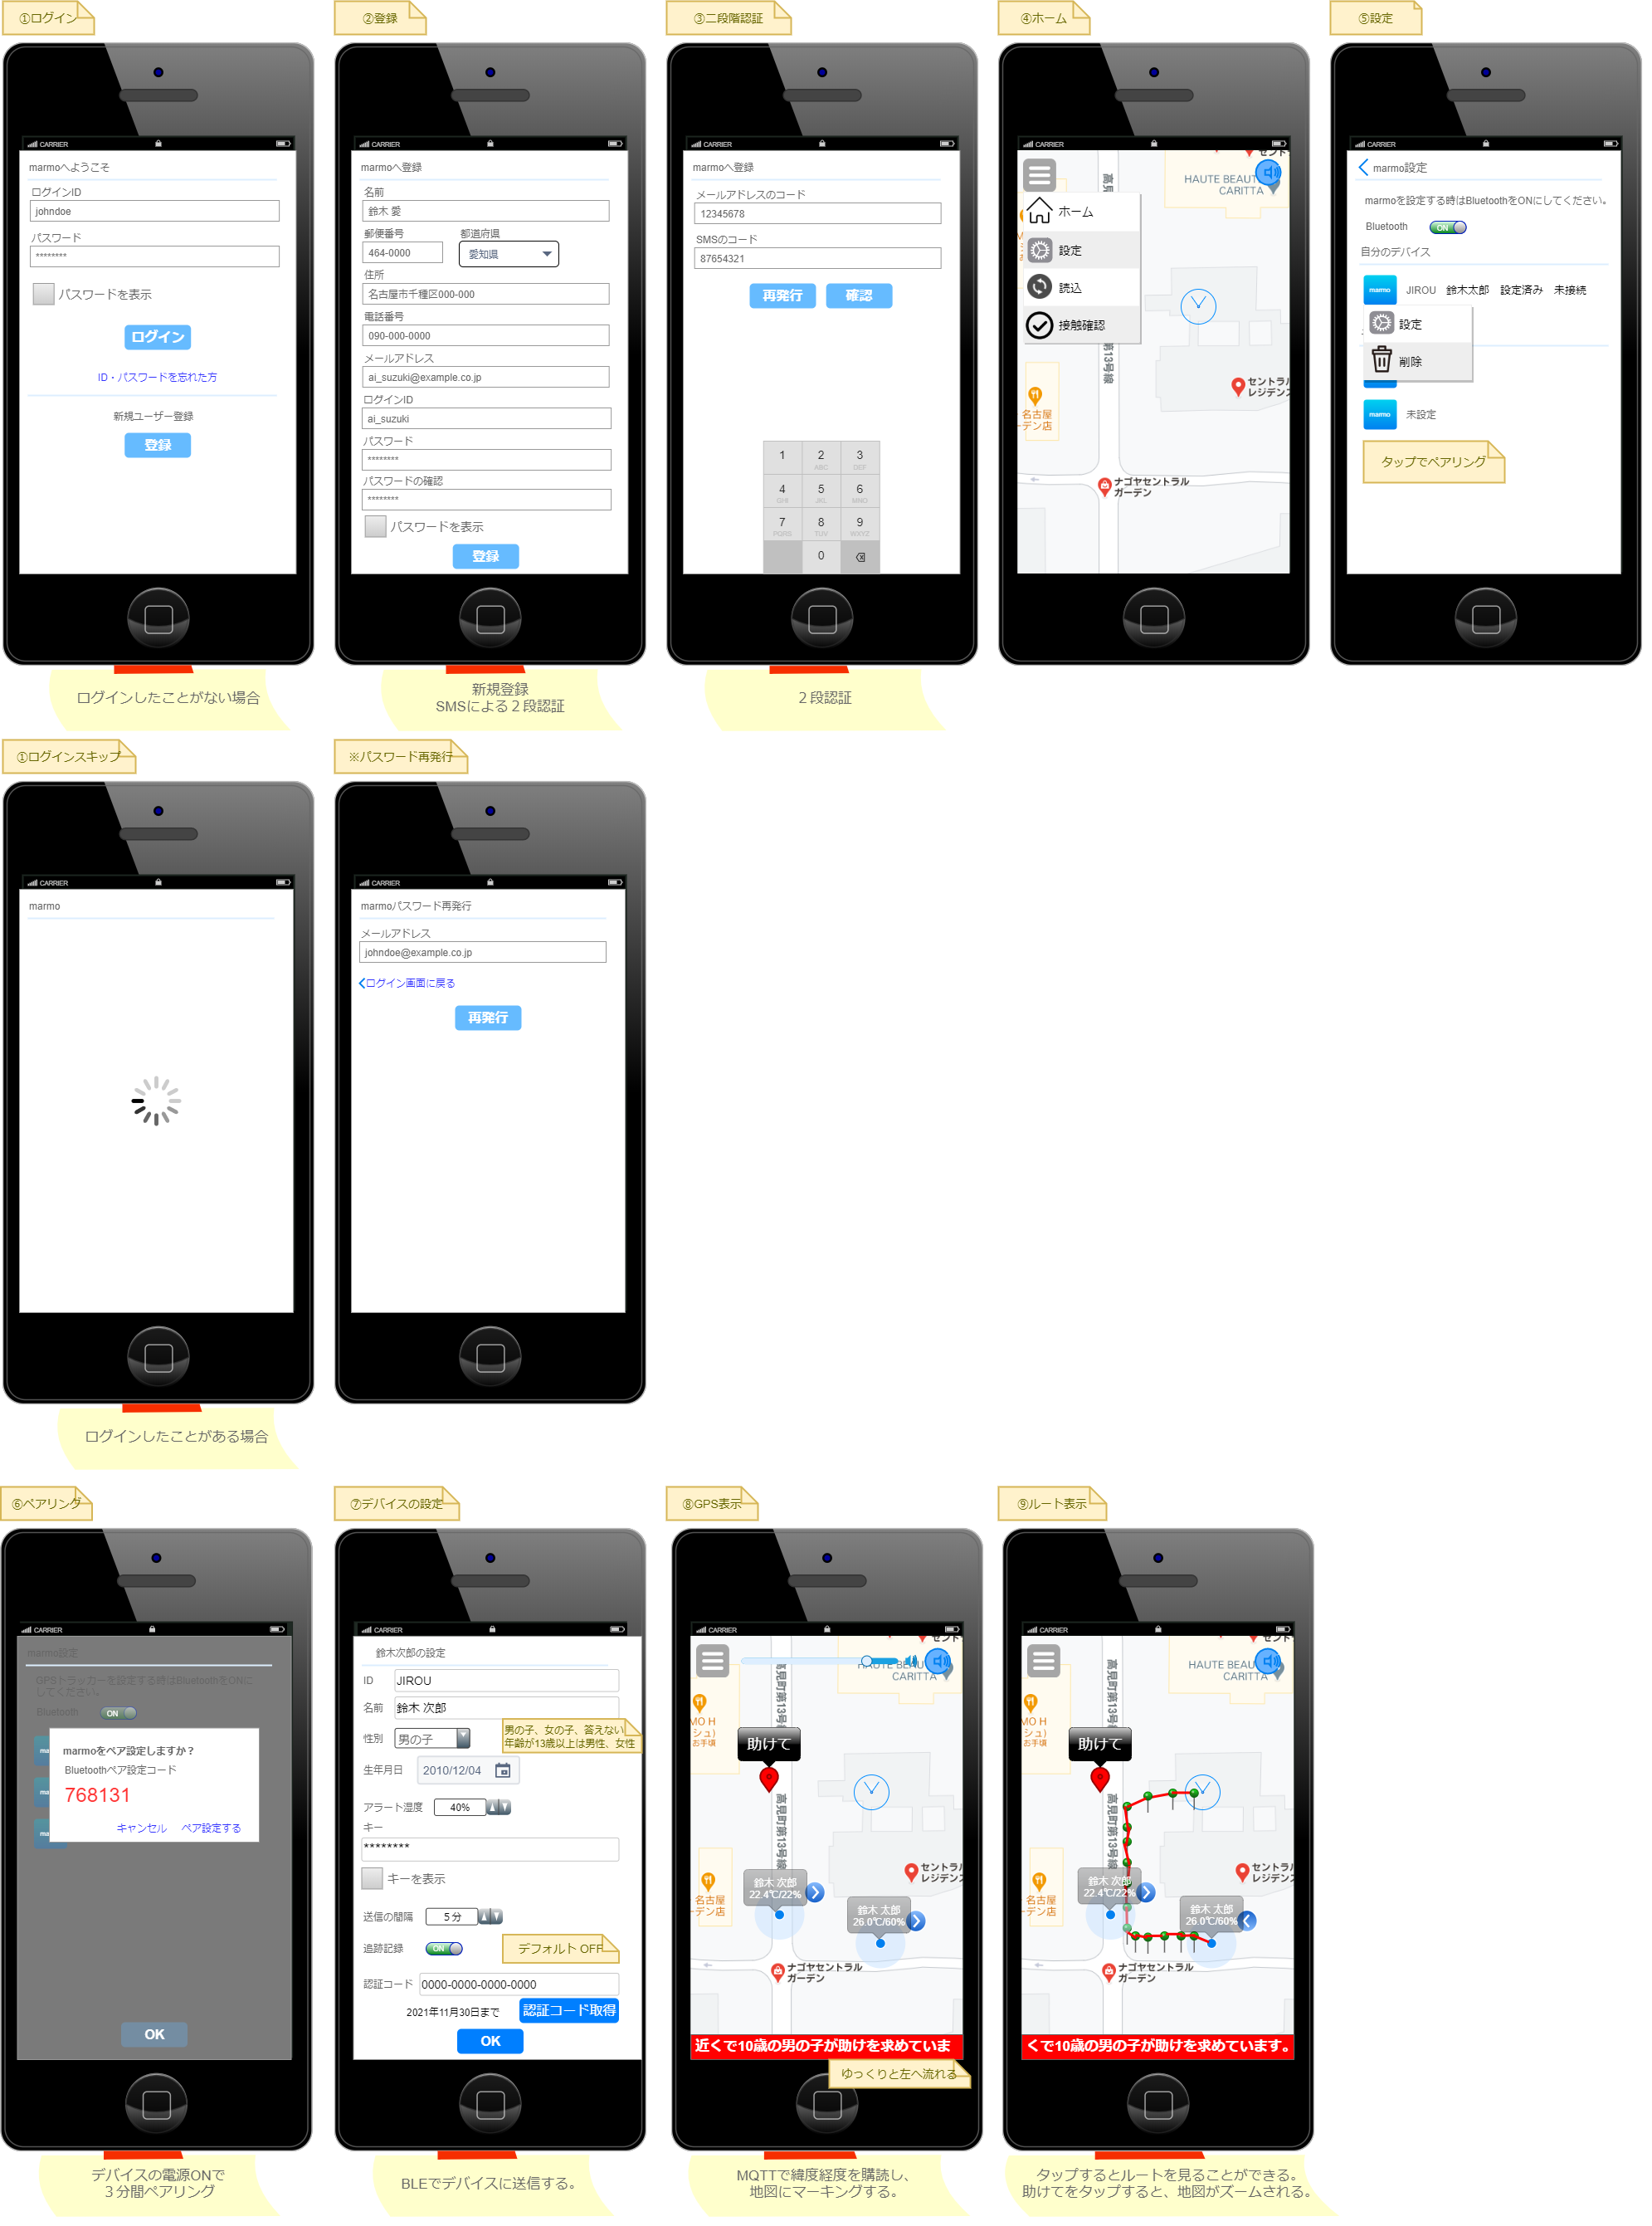 ①ログイン
CARRIER
marmoへようこそ
ログインID
johndoe
パスワード
********
パスワードを表示
ログイン
ID・パスワードを忘れた方
新規ユーザー登録
登録
ログインしたことがない場合
②登録
CARRIER
marmoへ登録
名前
鈴木 愛
郵便番号 都道府県
464-0000 愛知県
住所
名古屋市千種区000-000
電話番号
090-000-0000
メールアドレス
ai_suzuki@example.co.jp
ログインID
ai_suzuki
パスワード
********
パスワードの確認
********
パスワードを表示
登録
新規登録
SMSによる２段認証
③二段階認証
CARRIER
marmoへ登録
メールアドレスのコード
12345678
SMSのコード
87654321
再発行 確認
1 2 3
ABC DEF
4 5 6
GHI JKL MNO
7 8 9
PQRS TUV WXYZ
0
２段認証
④ホーム
CARRIER
HAUTE BEAU
CARITTA
ホーム
設定
読込
接触確認
第13号線
セントラル
レジデンス
名古屋
ーデン店
ナゴヤセントラル
ガーデン
⑤設定
CARRIER
marmo設定
marmoを設定する時はBluetoothをONにしてください。
Bluetooth ON
自分のデバイス
marmo JIROU 鈴木太郎 設定済み 未接続
設定
削除
marmo 未設定
タップでペアリング
①ログインスキップ
CARRIER
marmo
ログインしたことがある場合
※パスワード再発行
CARRIER
marmoパスワード再発行
メールアドレス
johndoe@example.co.jp
ログイン画面に戻る
再発行
⑥ペアリング
CARRIER
marmo設定
GPSトラッカーを設定する時はBluetoothをONに
してください。
Bluetooth ON
marmoをペア設定しますか？
Bluetoothペア設定コード
768131
キャンセル ペア設定する
OK
デバイスの電源ONで
３分間ペアリング
⑦デバイスの設定
CARRIER
鈴木次郎の設定
ID JIROU
名前 鈴木 次郎
性別 男の子
男の子、女の子、答えない
年齢が13歳以上は男性、女性
生年月日 2010/12/04
アラート湿度 40%
キー
********
キーを表示
送信の間隔 ５分
追跡記録 ON
デフォルト OFF
認証コード 0000-0000-0000-0000
2021年11月30日まで 認証コード取得
OK
BLEでデバイスに送信する。
⑧GPS表示
CARRIER
HAUTE BEAU
CARITTA
MO H
シュ)
お手頃
助けて
高見町第13号線
セントラル
レジデンス
鈴木 次郎
22.4℃/22%
名古屋
ーデン店
鈴木 太郎
26.0℃/60%
ナゴヤセントラル
ガーデン
近くで10歳の男の子が助けを求めていま
ゆっくりと左へ流れる
MQTTで緯度経度を購読し、
地図にマーキングする。
⑨ルート表示
CARRIER
HAUTE BEAU
CARITTA
MO H
シュ)
お手頃
助けて
高見町第13号線
セントラル
レジデンス
鈴木 次郎
22.4℃/22%
名古屋
ーデン店
鈴木 太郎
26.0℃/60%
ナゴヤセントラル
ガーデン
くで10歳の男の子が助けを求めています。
タップするとルートを見ることができる。
助けてをタップすると、地図がズームされる。